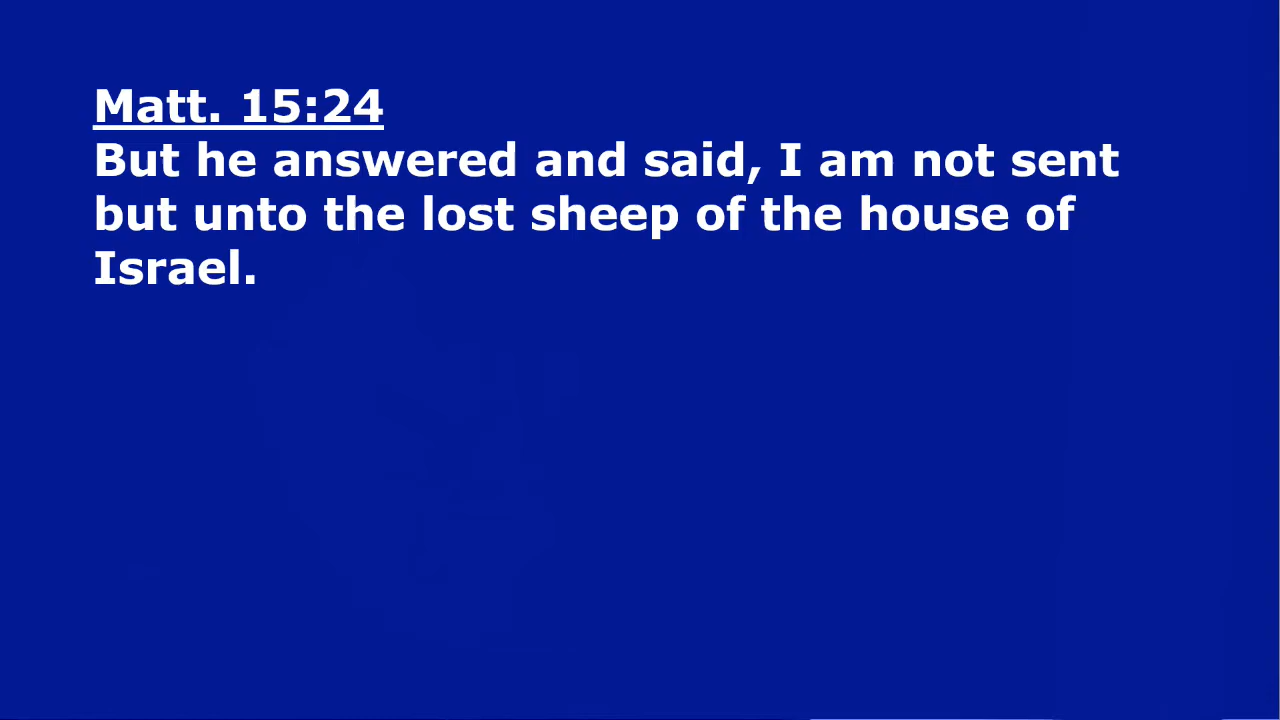 Matt. 15:24
But he answered and said, I am not sent
but unto the lost sheep of the house of
Israel.